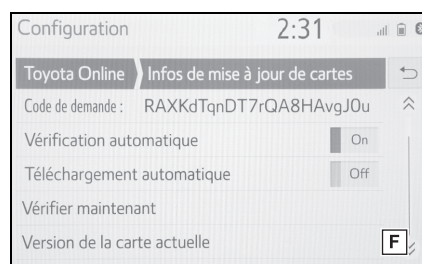 Configuration 2:31
Toyota Online Infos de mise à jour de cartes
Code de demande : RAXKdTqnDT7rQA8HAvgJ0u
Vérification automatique On
Téléchargement automatique Off
Vérifier maintenant
Version de la carte actuelle
F